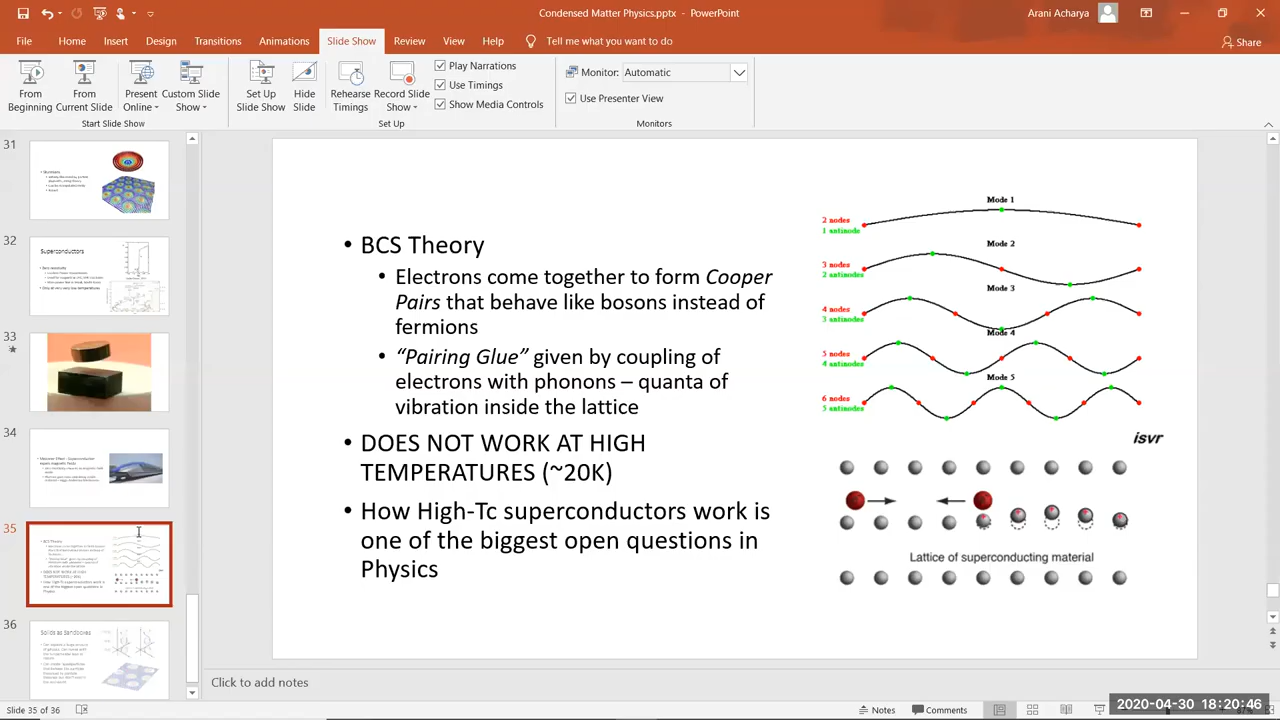 Condensed Matter Physics.pptx - PowerPoint
Arani Acharya
File Home Insert Design Transitions Animations Slide Show Review View Help Tell me what you want to do
Share
From Beginning
From Current Slide
Present Online
Custom Slide Show
Set Up Slide Show
Hide Slide
Rehearse Timings
Record Slide Show
Play Narrations
Use Timings
Show Media Controls
Monitor: Automatic
Use Presenter View
Start Slide Show
Set Up
Monitors
31
32
Superconductors
33
34
35
36
Solids as Sandboxes
• BCS Theory
• Electrons come together to form Cooper
Pairs that behave like bosons instead of
fermions
• “Pairing Glue” given by coupling of
electrons with phonons – quanta of
vibration inside the lattice
• DOES NOT WORK AT HIGH
TEMPERATURES (~20K)
• How High-Tc superconductors work is
one of the biggest open questions in
Physics
Mode 1
2 nodes
1 antinode
Mode 2
3 nodes
2 antinodes
Mode 3
4 nodes
3 antinodes
Mode 4
5 nodes
4 antinodes
Mode 5
6 nodes
5 antinodes
isvr
Lattice of superconducting material
Click to add notes
Slide 35 of 36
Notes
Comments
2020-04-30 18:20:46